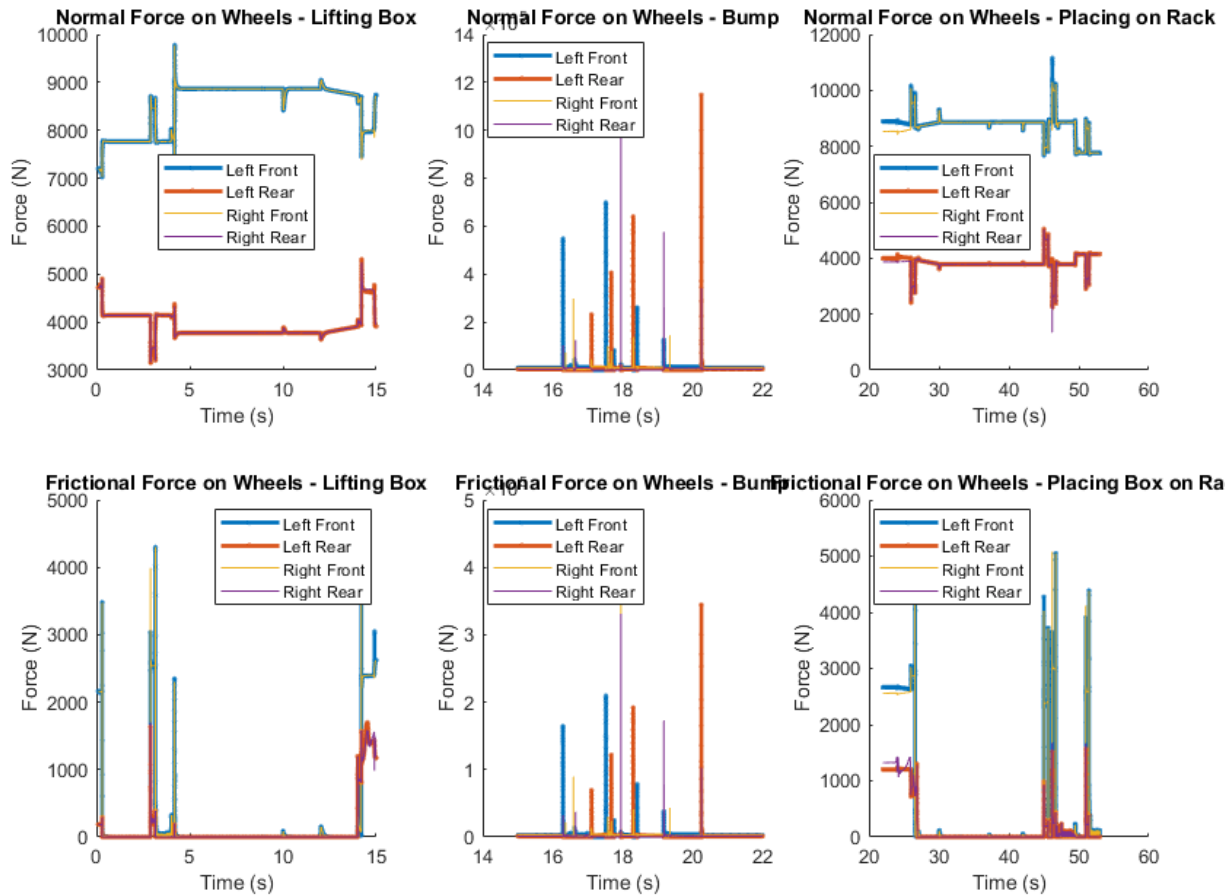 Normal Force on Wheels - Lifting Box
Force (N)
10000
9000
8000
7000
6000
5000
4000
3000
Left Front
Left Rear
Right Front
Right Rear
0 5 10 15
Time (s)
Normal Force on Wheels - Bump
×10^5
Force (N)
14
12
10
8
6
4
2
0
Left Front
Left Rear
Right Front
Right Rear
14 16 18 20 22
Time (s)
Normal Force on Wheels - Placing on Rack
Force (N)
12000
10000
8000
6000
4000
2000
0
Left Front
Left Rear
Right Front
Right Rear
20 30 40 50 60
Time (s)
Frictional Force on Wheels - Lifting Box
Force (N)
5000
4000
3000
2000
1000
0
Left Front
Left Rear
Right Front
Right Rear
0 5 10 15
Time (s)
Frictional Force on Wheels - Bump
×10^5
Force (N)
5
4
3
2
1
0
Left Front
Left Rear
Right Front
Right Rear
14 16 18 20 22
Time (s)
Frictional Force on Wheels - Placing Box on Ra
Force (N)
6000
5000
4000
3000
2000
1000
0
Left Front
Left Rear
Right Front
Right Rear
20 30 40 50 60
Time (s)